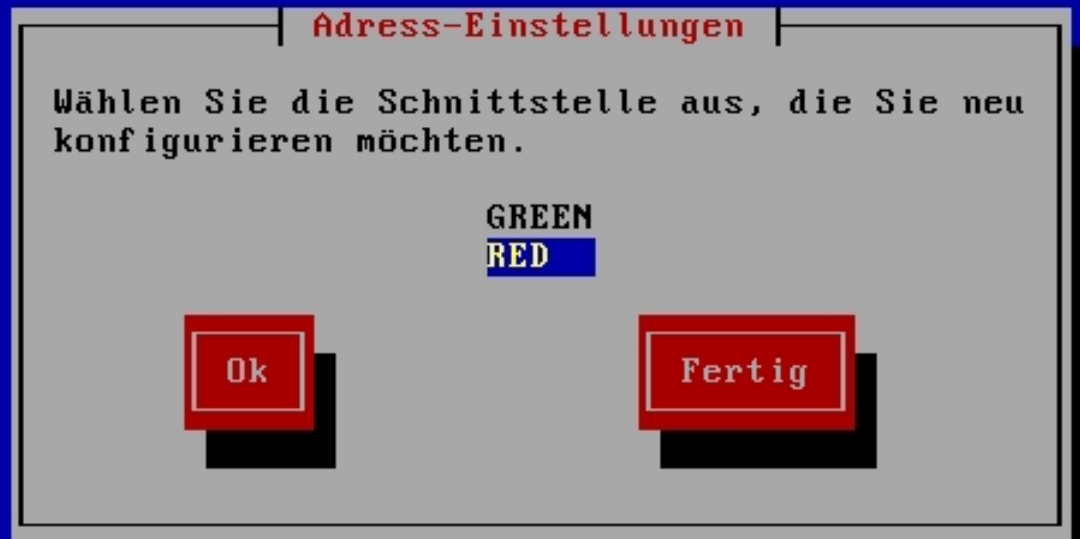 Adress-Einstellungen
Wählen Sie die Schnittstelle aus, die Sie neu
konfigurieren möchten.
GREEN
RED
Ok
Fertig